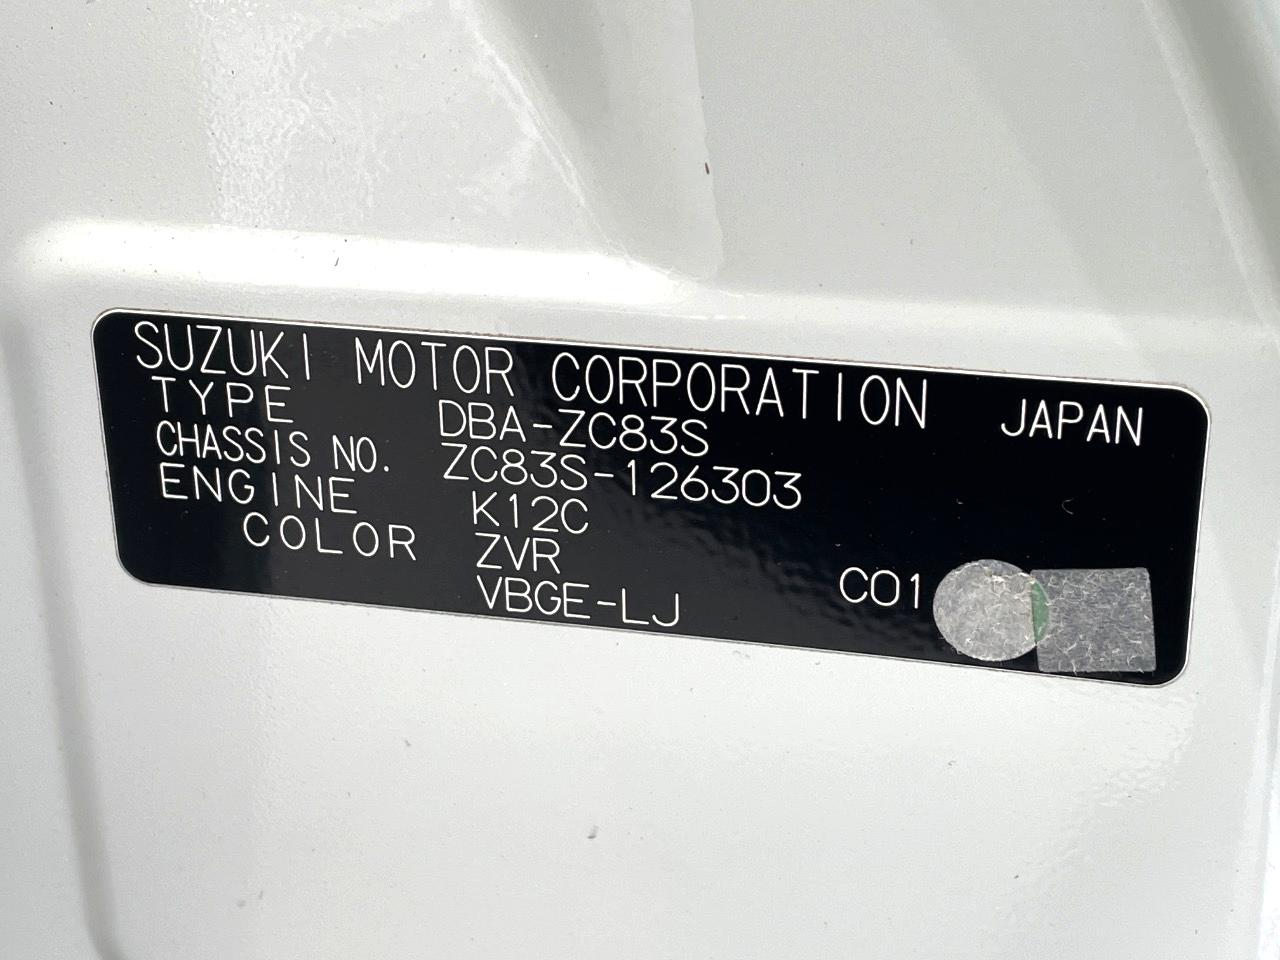 SUZUKI MOTOR CORPORATION JAPAN
TYPE DBA-ZC83S
CHASSIS NO. ZC83S-126303
ENGINE K12C
COLOR ZVR
VBGE-LJ C01